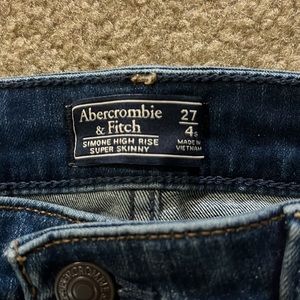 Abercrombie
& Fitch
SIMONE HIGH RISE
SUPER SKINNY
27
4s
MADE IN
VIETNAM